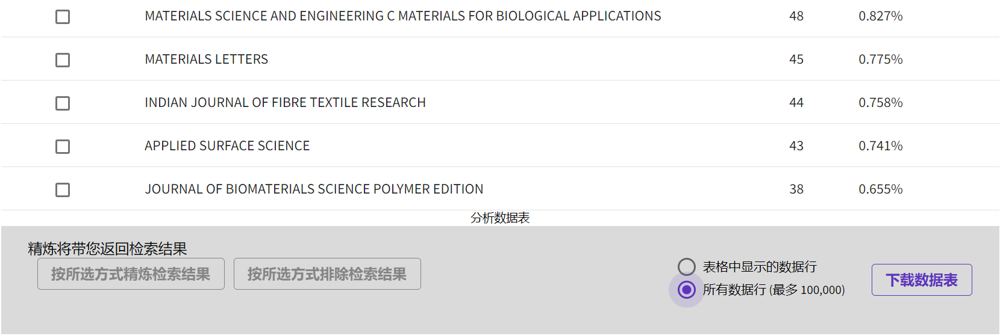 MATERIALS SCIENCE AND ENGINEERING C MATERIALS FOR BIOLOGICAL APPLICATIONS 48 0.827%
MATERIALS LETTERS 45 0.775%
INDIAN JOURNAL OF FIBRE TEXTILE RESEARCH 44 0.758%
APPLIED SURFACE SCIENCE 43 0.741%
JOURNAL OF BIOMATERIALS SCIENCE POLYMER EDITION 38 0.655%
分析数据表
精炼将带您返回检索结果
按所选方式精炼检索结果 按所选方式排除检索结果
表格中显示的数据行
所有数据行 (最多 100,000)
下载数据表